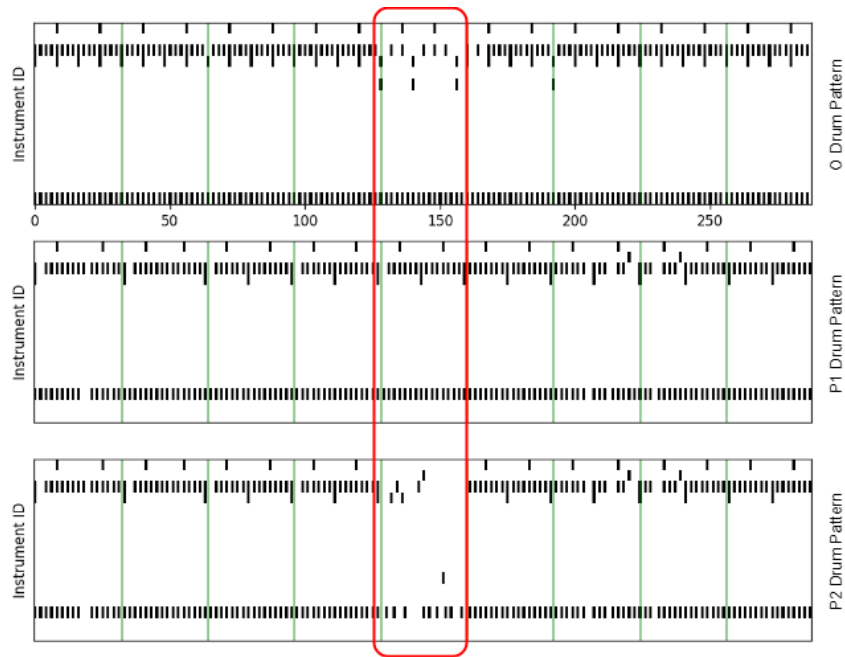 Instrument ID
O Drum Pattern
0 50 100 150 200 250
Instrument ID
P1 Drum Pattern
Instrument ID
P2 Drum Pattern